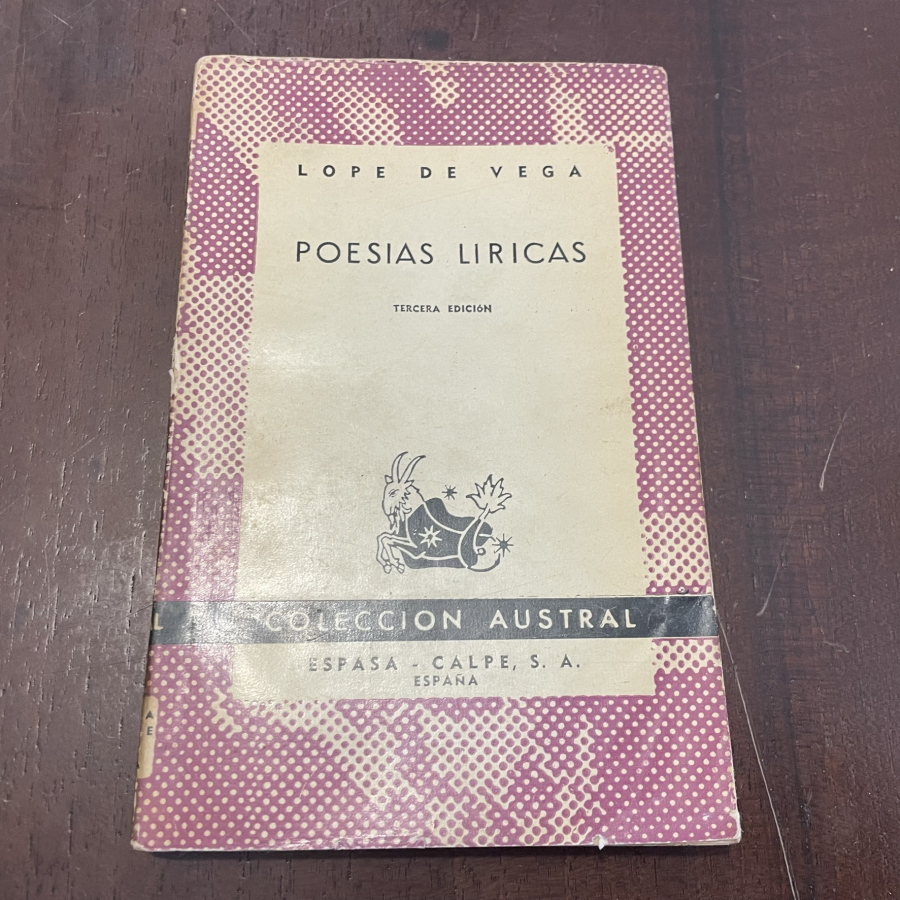 LOPE DE VEGA
POESIAS LIRICAS
TERCERA EDICIÓN
L
COLECCION AUSTRAL
ESPASA - CALPE, S. A.
ESPAÑA
A
E